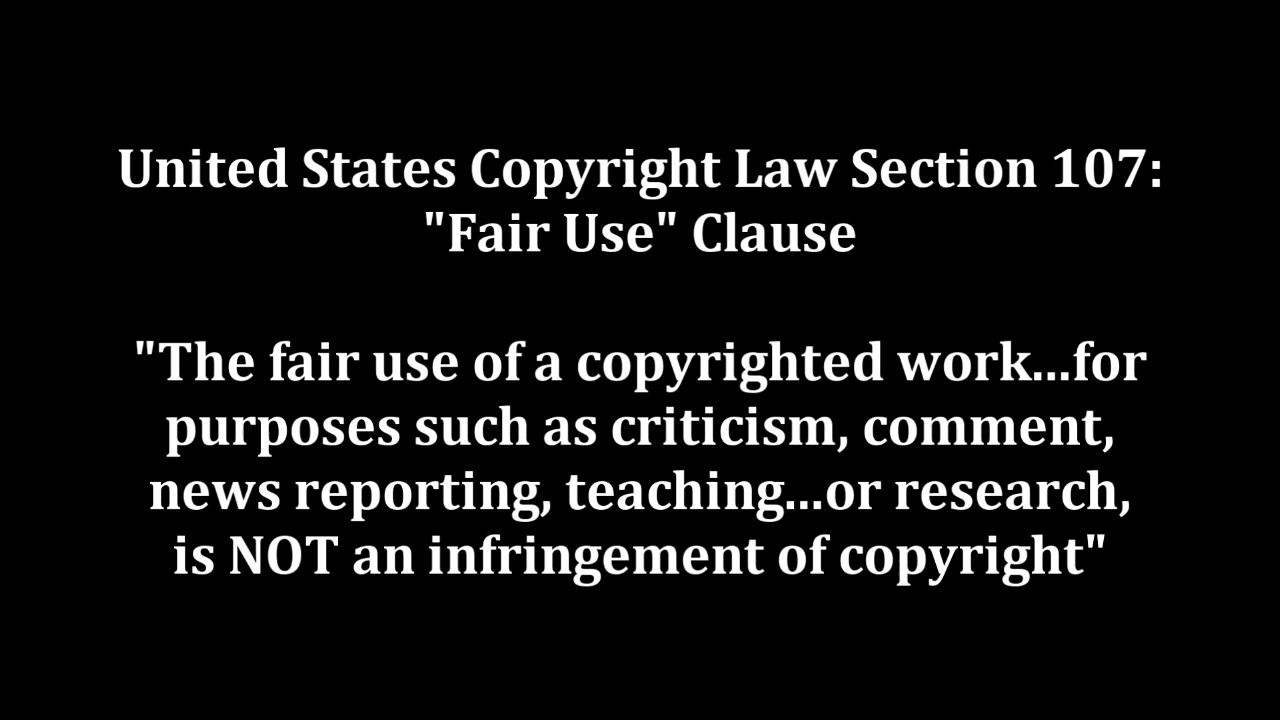 United States Copyright Law Section 107:
"Fair Use" Clause
"The fair use of a copyrighted work...for
purposes such as criticism, comment,
news reporting, teaching...or research,
is NOT an infringement of copyright"